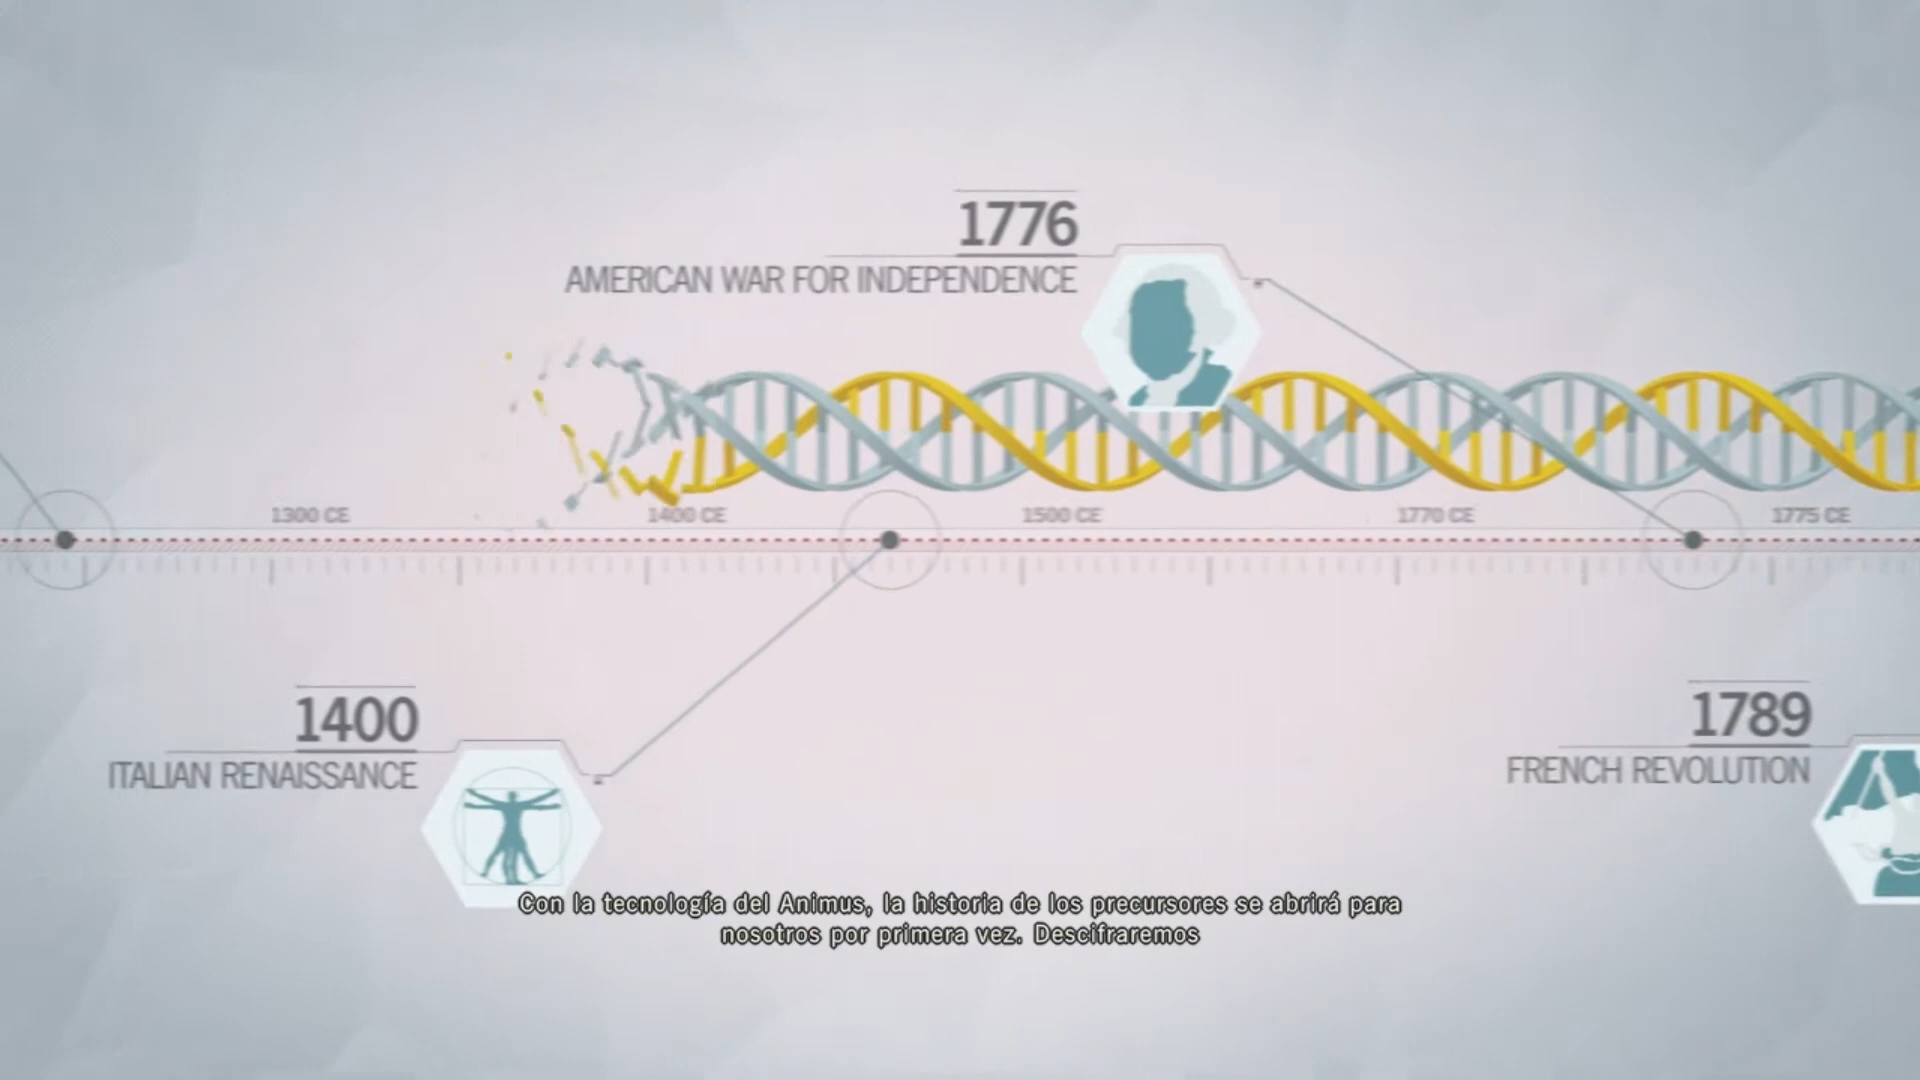 1776
AMERICAN WAR FOR INDEPENDENCE
1300 CE
1400 CE
1500 CE
1770 CE
1775 CE
1400
ITALIAN RENAISSANCE
1789
FRENCH REVOLUTION
Con la tecnología del Animus, la historia de los precursores se abrirá para
nosotros por primera vez. Descifraremos